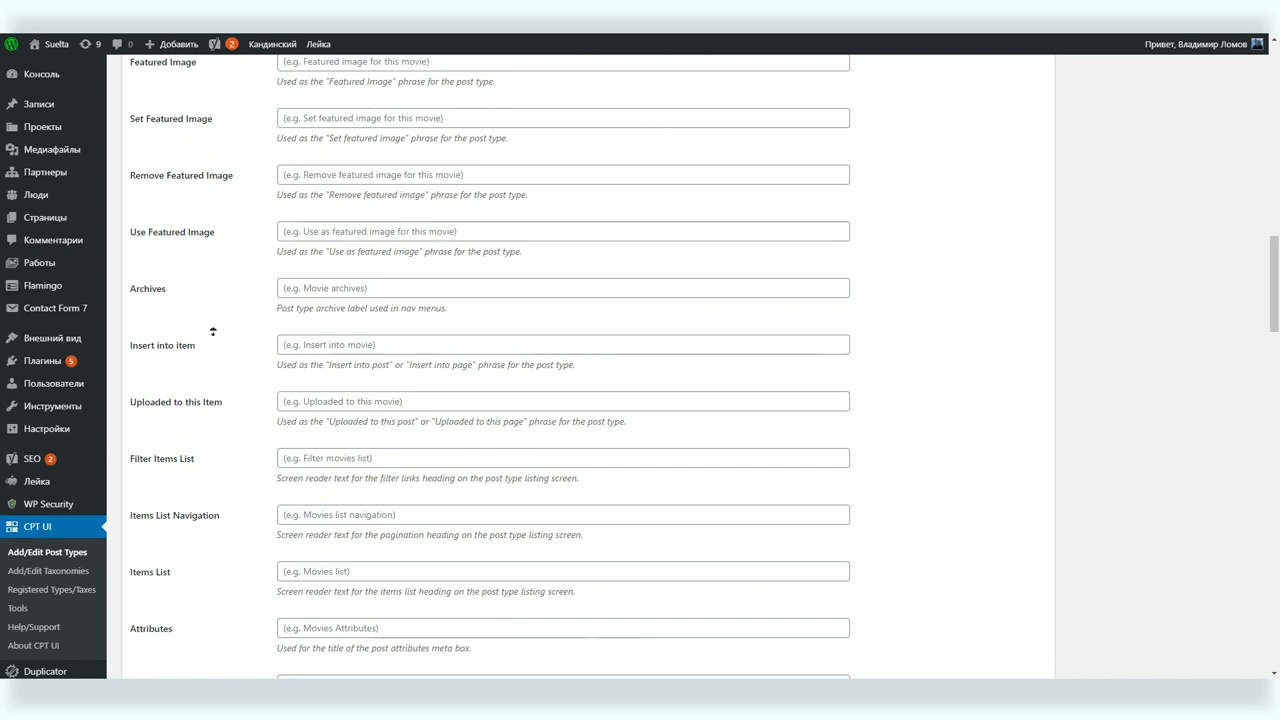 Suelta 9 0 Добавить 2 Кандинский Лейка Привет, Владимир Ломов
Консоль
Записи
Проекты
Медиафайлы
Партнеры
Люди
Страницы
Комментарии
Работы
Flamingo
Contact Form 7
Внешний вид
Плагины 5
Пользователи
Инструменты
Настройки
SEO 2
Лейка
WP Security
CPT UI
Add/Edit Post Types
Add/Edit Taxonomies
Registered Types/Taxes
Tools
Help/Support
About CPT UI
Duplicator
Featured Image (e.g. Featured image for this movie)
Used as the "Featured Image" phrase for the post type.
Set Featured Image (e.g. Set featured image for this movie)
Used as the "Set featured image" phrase for the post type.
Remove Featured Image (e.g. Remove featured image for this movie)
Used as the "Remove featured image" phrase for the post type.
Use Featured Image (e.g. Use as featured image for this movie)
Used as the "Use as featured image" phrase for the post type.
Archives (e.g. Movie archives)
Post type archive label used in nav menus.
Insert into item (e.g. Insert into movie)
Used as the "Insert into post" or "Insert into page" phrase for the post type.
Uploaded to this Item (e.g. Uploaded to this movie)
Used as the "Uploaded to this post" or "Uploaded to this page" phrase for the post type.
Filter Items List (e.g. Filter movies list)
Screen reader text for the filter links heading on the post type listing screen.
Items List Navigation (e.g. Movies list navigation)
Screen reader text for the pagination heading on the post type listing screen.
Items List (e.g. Movies list)
Screen reader text for the items list heading on the post type listing screen.
Attributes (e.g. Movies Attributes)
Used for the title of the post attributes meta box.